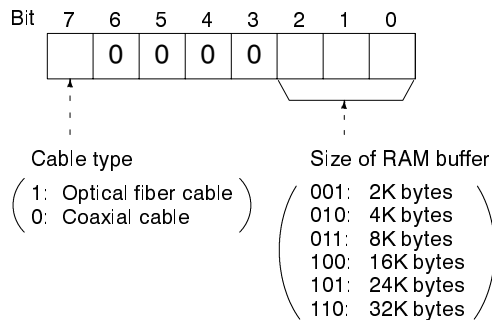 Bit 7 6 5 4 3 2 1 0
0 0 0 0
Cable type
1: Optical fiber cable
0: Coaxial cable
Size of RAM buffer
001: 2K bytes
010: 4K bytes
011: 8K bytes
100: 16K bytes
101: 24K bytes
110: 32K bytes